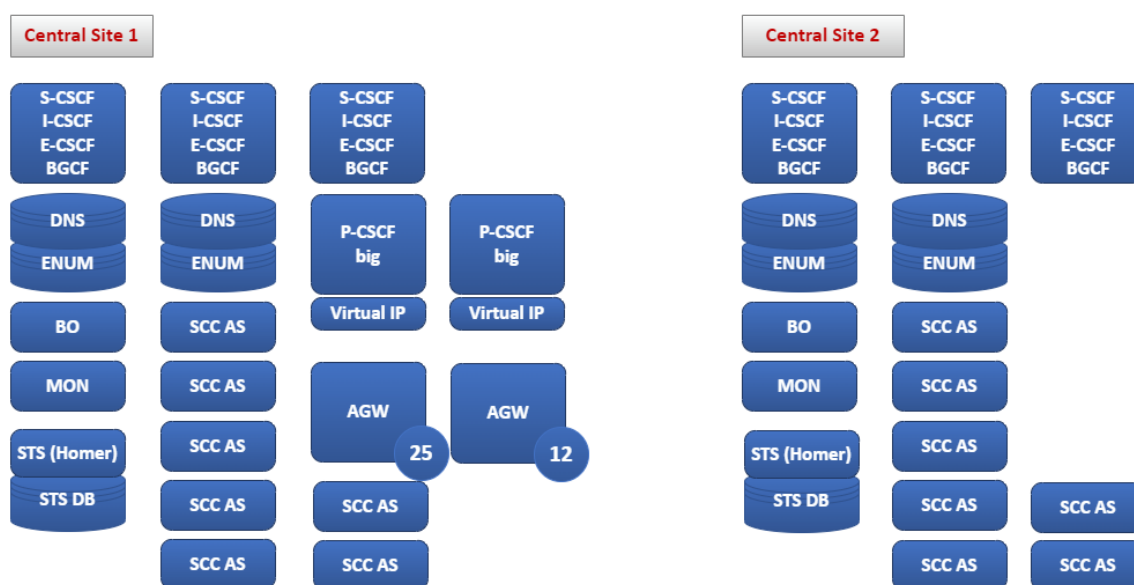 Central Site 1
Central Site 2
S-CSCF
I-CSCF
E-CSCF
BGCF
S-CSCF
I-CSCF
E-CSCF
BGCF
S-CSCF
I-CSCF
E-CSCF
BGCF
S-CSCF
I-CSCF
E-CSCF
BGCF
S-CSCF
I-CSCF
E-CSCF
BGCF
S-CSCF
I-CSCF
E-CSCF
BGCF
DNS
ENUM
DNS
ENUM
P-CSCF
big
Virtual IP
P-CSCF
big
Virtual IP
DNS
ENUM
DNS
ENUM
BO
SCC AS
BO
SCC AS
MON
SCC AS
AGW
25
AGW
12
MON
SCC AS
STS (Homer)
STS DB
SCC AS
STS (Homer)
STS DB
SCC AS
SCC AS
SCC AS
SCC AS
SCC AS
SCC AS
SCC AS
SCC AS
SCC AS